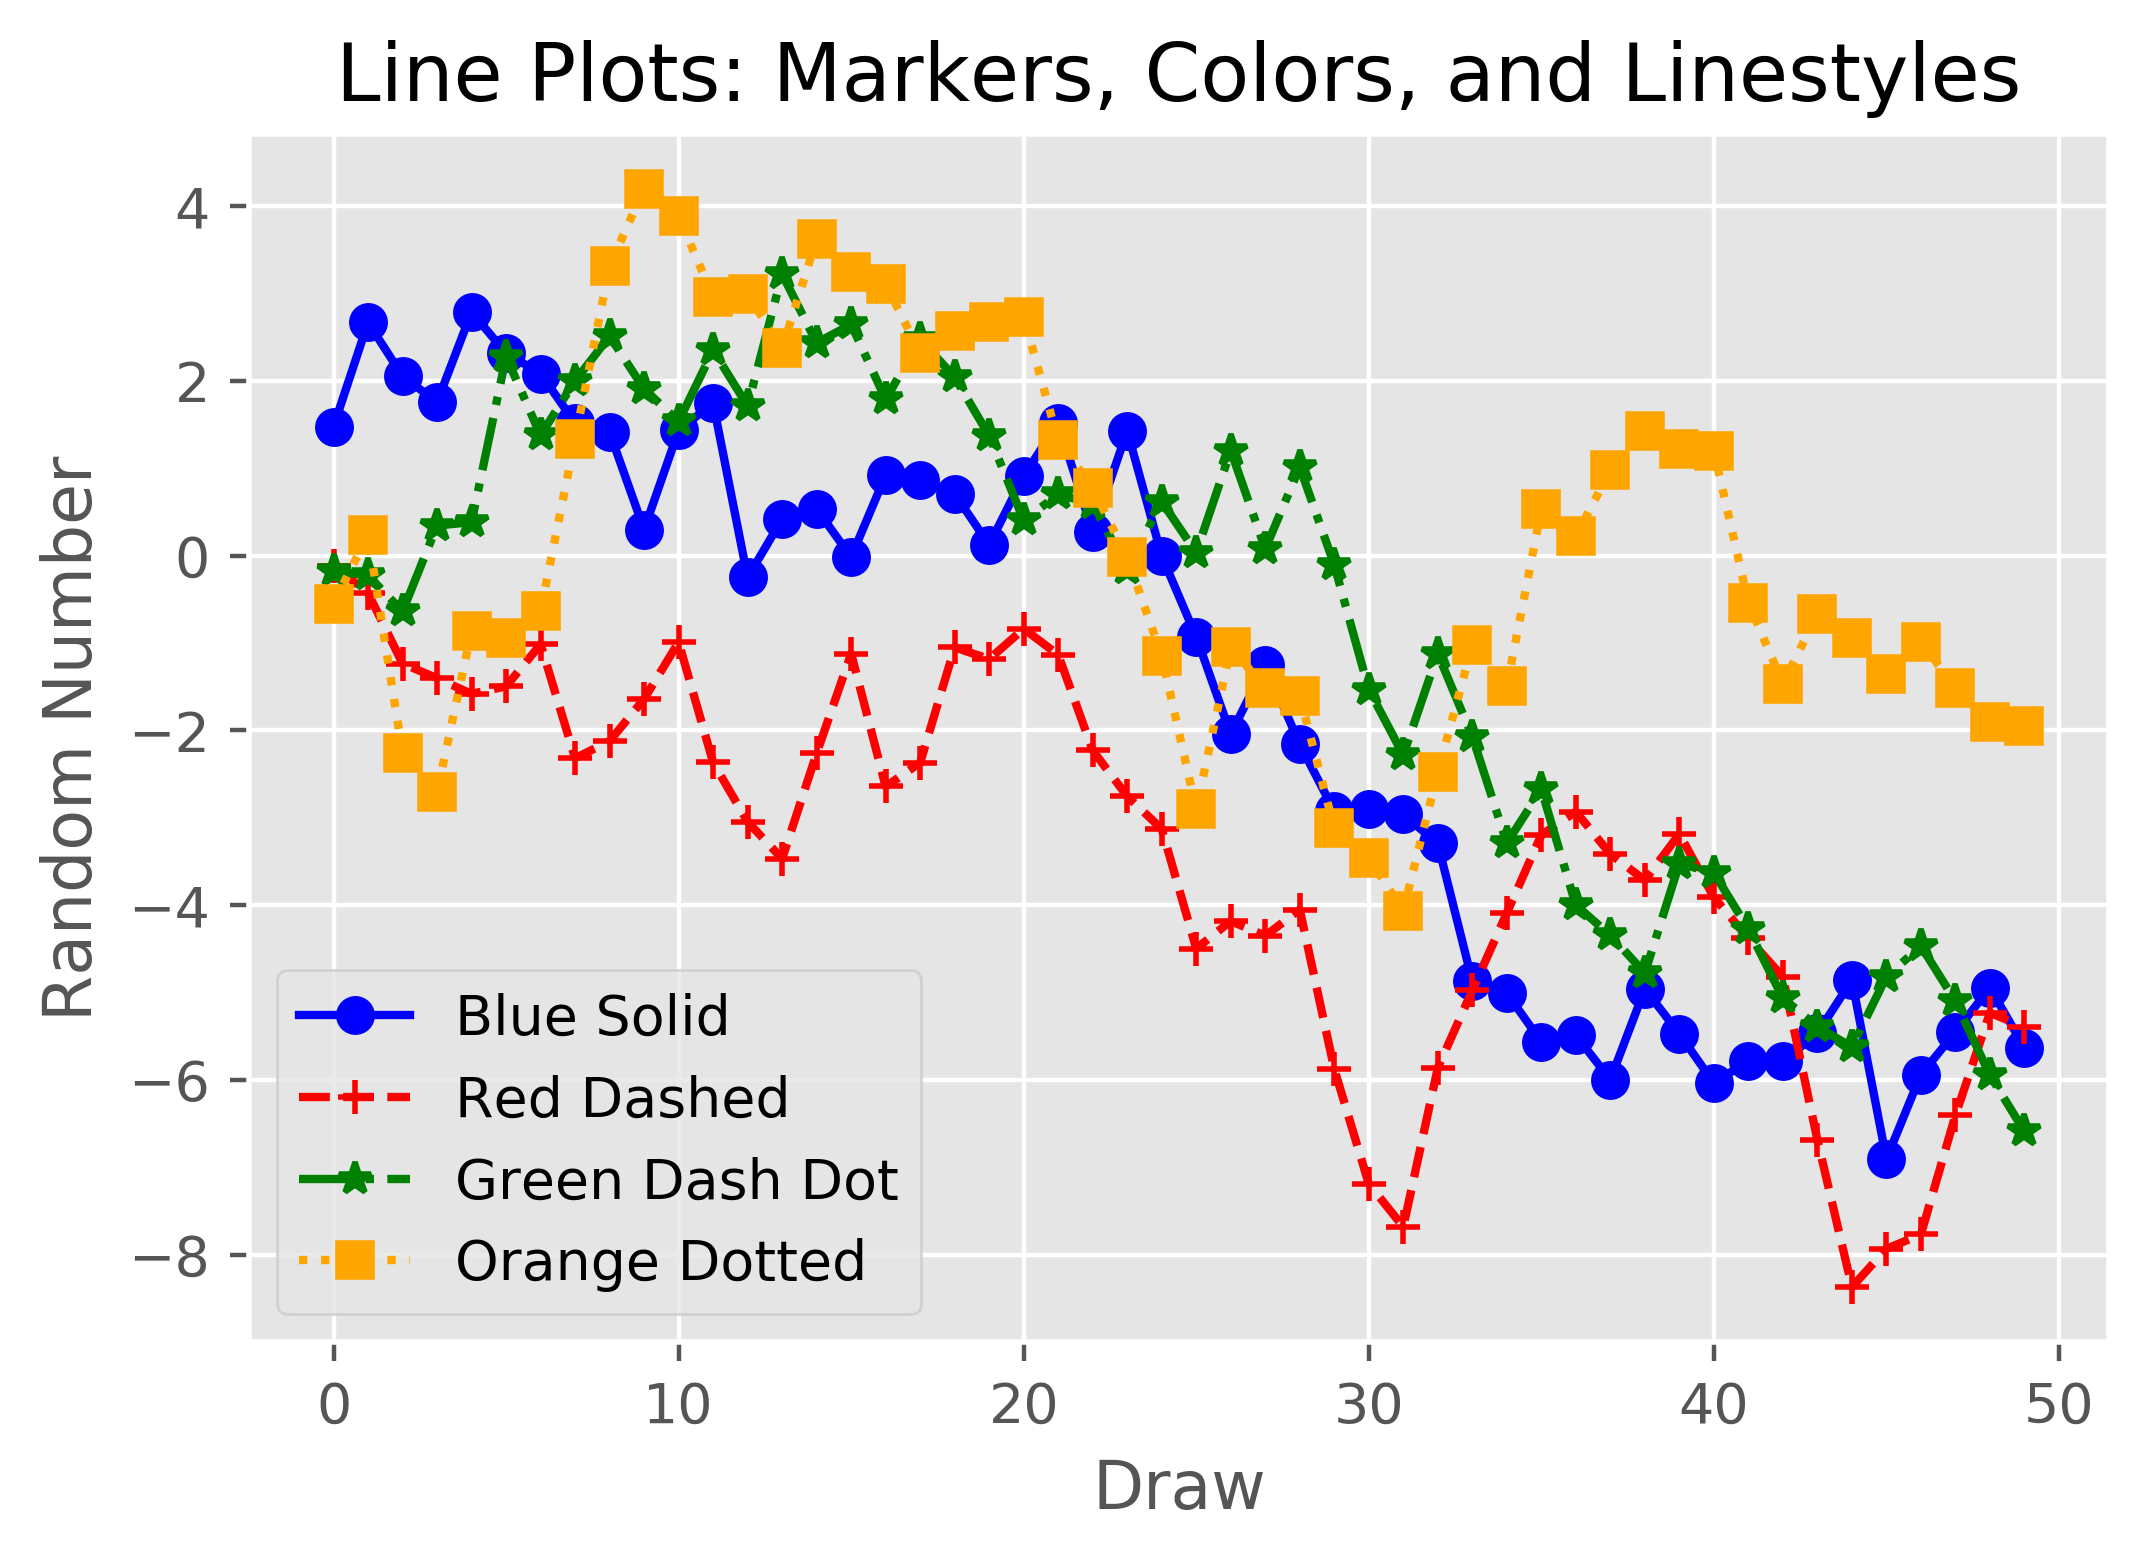 Line Plots: Markers, Colors, and Linestyles
Random Number
4
2
0
−2
−4
−6
−8
Blue Solid
Red Dashed
Green Dash Dot
Orange Dotted
0 10 20 30 40 50
Draw